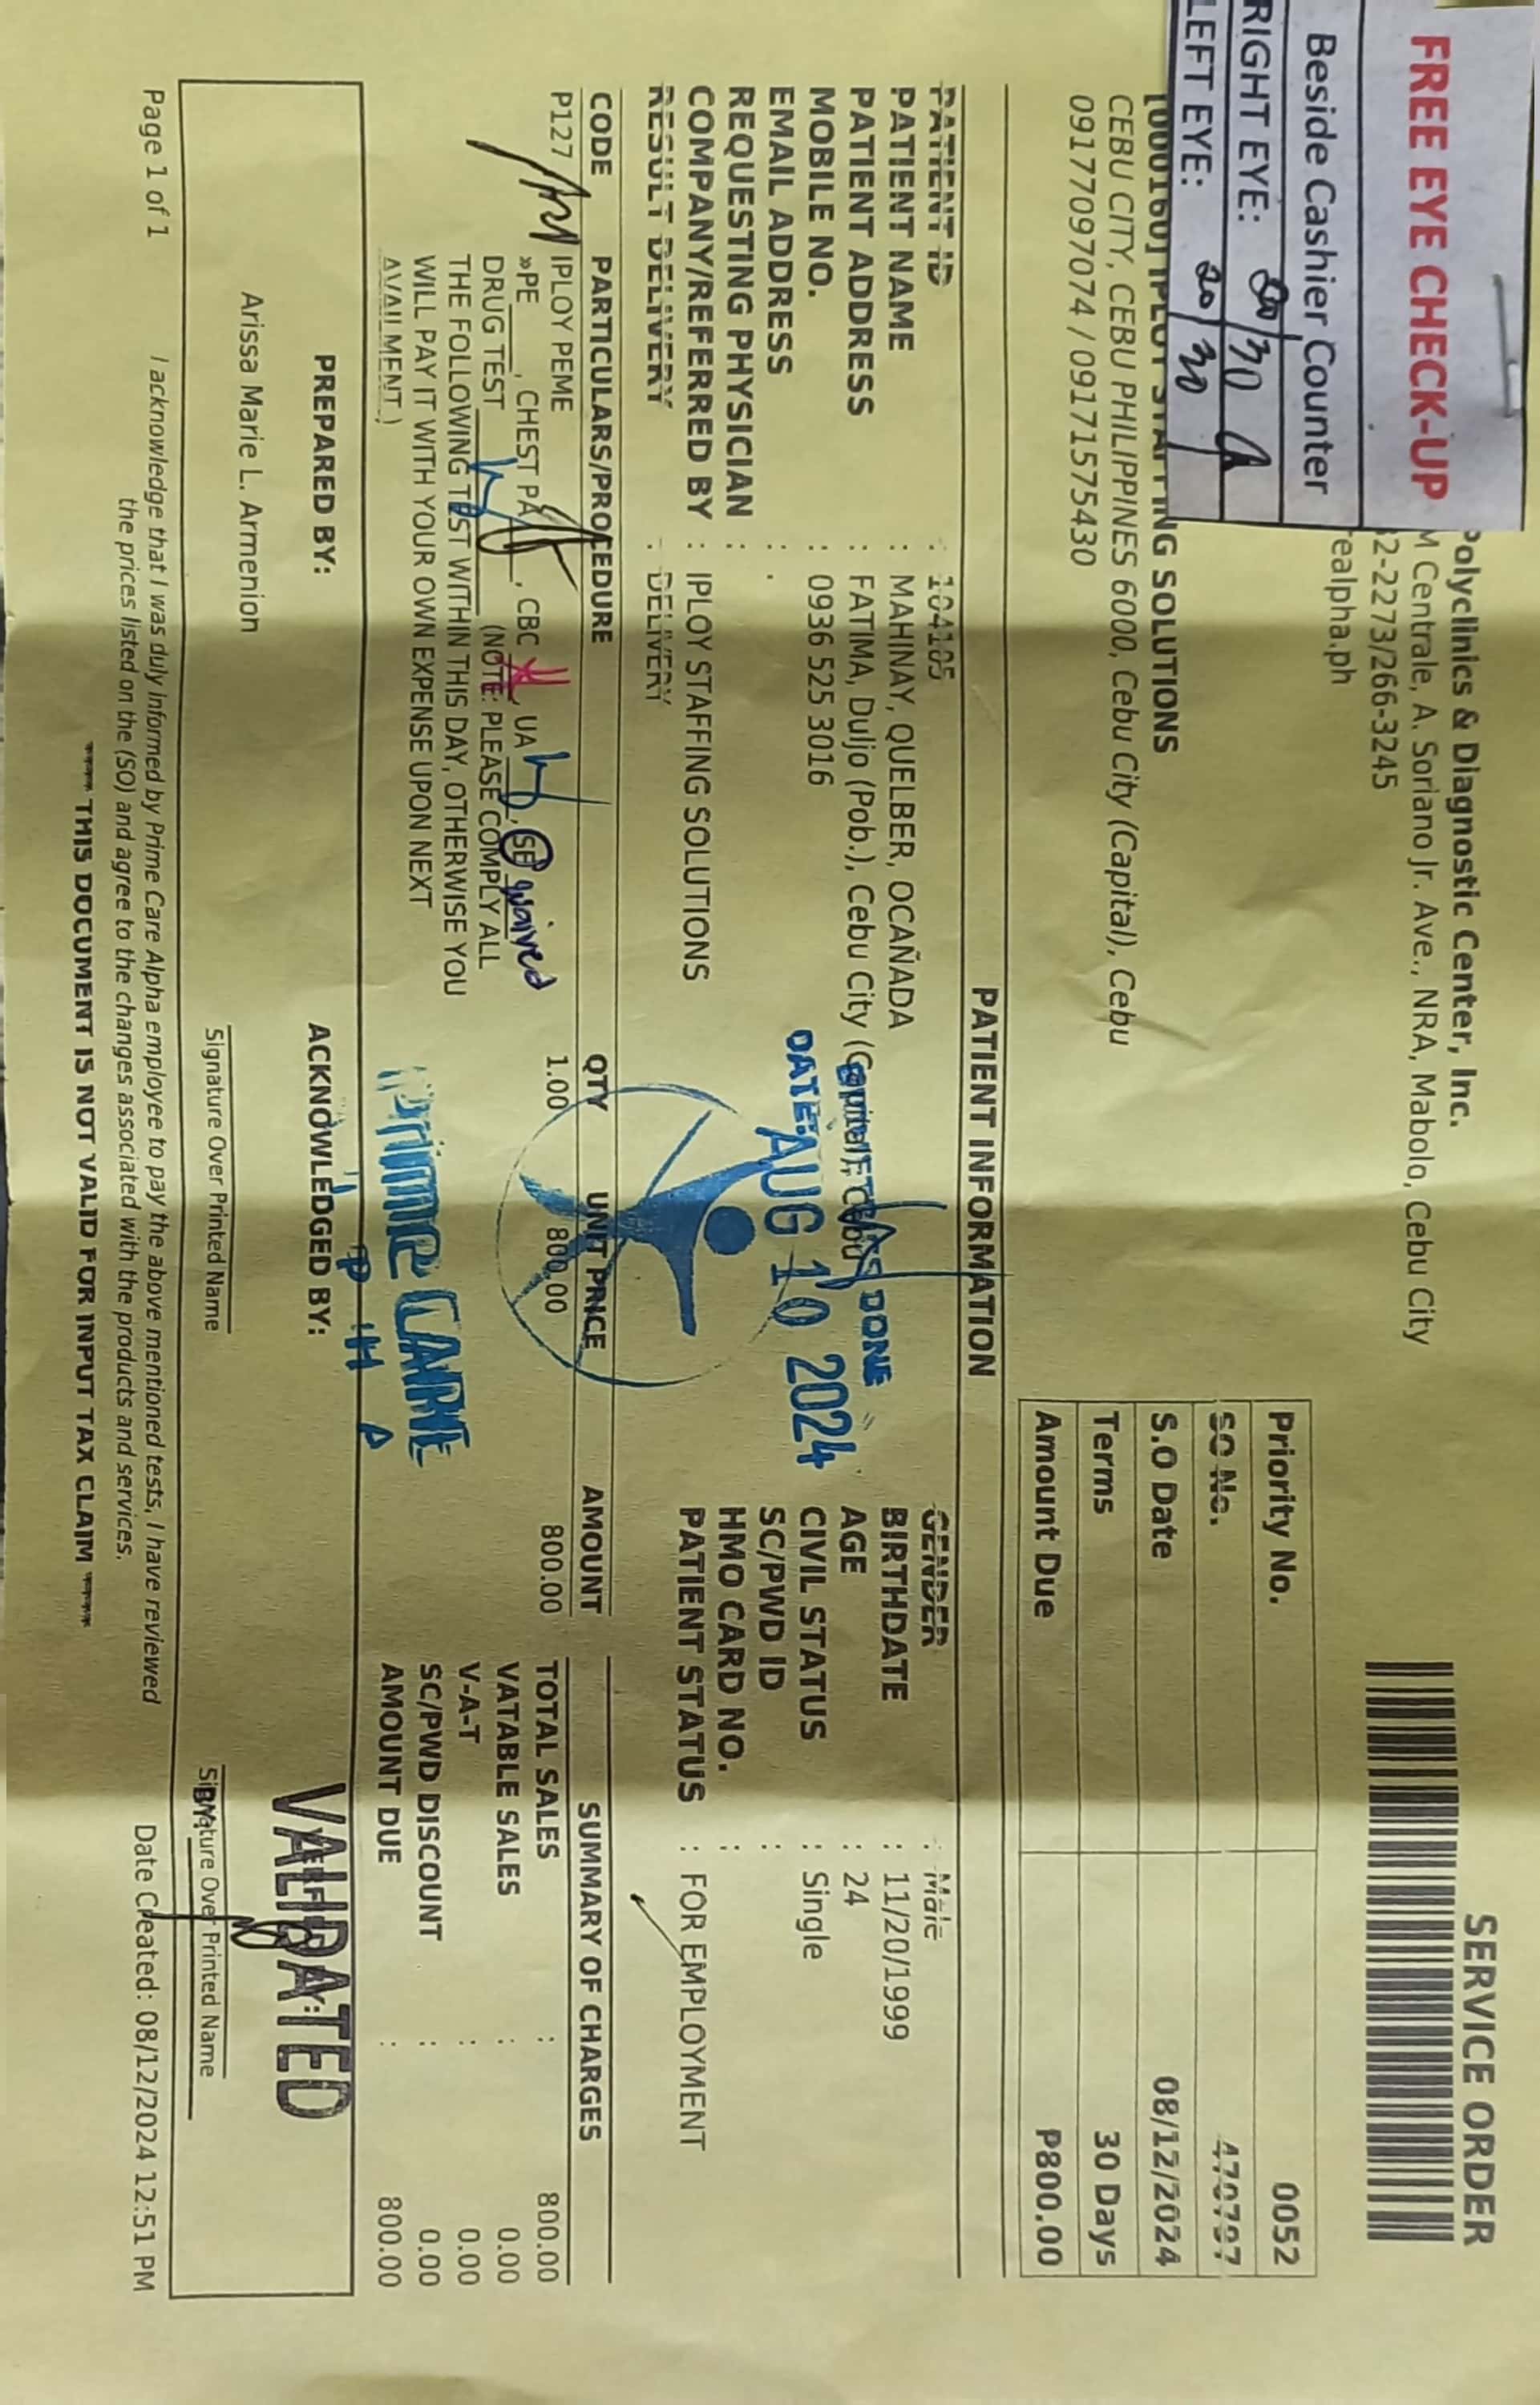 FREE EYE CHECK-UP
Beside Cashier Counter
RIGHT EYE: 20/30
LEFT EYE: 20/30
Polyclinics & Diagnostic Center, Inc.
M Centrale, A. Soriano Jr. Ave., NRA, Mabolo, Cebu City
2-2273/266-3245
ealpha.ph
SERVICE ORDER
Priority No. 0052
SO No. 470797
S.O Date 08/12/2024
Terms 30 Days
Amount Due P800.00
[000160] IPLOY STAFFING SOLUTIONS
CEBU CITY, CEBU PHILIPPINES 6000, Cebu City (Capital), Cebu
09177097074 / 09171575430
PATIENT INFORMATION
PATIENT ID : 104105
PATIENT NAME : MAHINAY, QUELBER, OCAÑADA
PATIENT ADDRESS : FATIMA, Duljo (Pob.), Cebu City (Capital), Cebu
MOBILE NO. : 0936 525 3016
EMAIL ADDRESS : .
REQUESTING PHYSICIAN :
COMPANY/REFERRED BY : IPLOY STAFFING SOLUTIONS
RESULT DELIVERY : DELIVERY
GENDER : Male
BIRTHDATE : 11/20/1999
AGE : 24
CIVIL STATUS : Single
SC/PWD ID :
HMO CARD NO. :
PATIENT STATUS : FOR EMPLOYMENT
DONE
DATE: AUG 10 2024
CODE PARTICULARS/PROCEDURE QTY UNIT PRICE AMOUNT
P127 IPLOY PEME 1.00 800.00 800.00
»PE____, CHEST PA____, CBC____, UA____, SE waived
DRUG TEST____ (NOTE: PLEASE COMPLY ALL
THE FOLLOWING TEST WITHIN THIS DAY, OTHERWISE YOU
WILL PAY IT WITH YOUR OWN EXPENSE UPON NEXT
AVAILMENT.)
Prime CARE
A L P H A
SUMMARY OF CHARGES
TOTAL SALES : 800.00
VATABLE SALES : 0.00
V-A-T : 0.00
SC/PWD DISCOUNT : 0.00
AMOUNT DUE : 800.00
PREPARED BY:
Arissa Marie L. Armenion
ACKNOWLEDGED BY:
Signature Over Printed Name
VALIDATED
BY:
Signature Over Printed Name
Page 1 of 1
I acknowledge that I was duly informed by Prime Care Alpha employee to pay the above mentioned tests, I have reviewed
the prices listed on the (SO) and agree to the changes associated with the products and services.
Date Created: 08/12/2024 12:51 PM
**** THIS DOCUMENT IS NOT VALID FOR INPUT TAX CLAIM ****